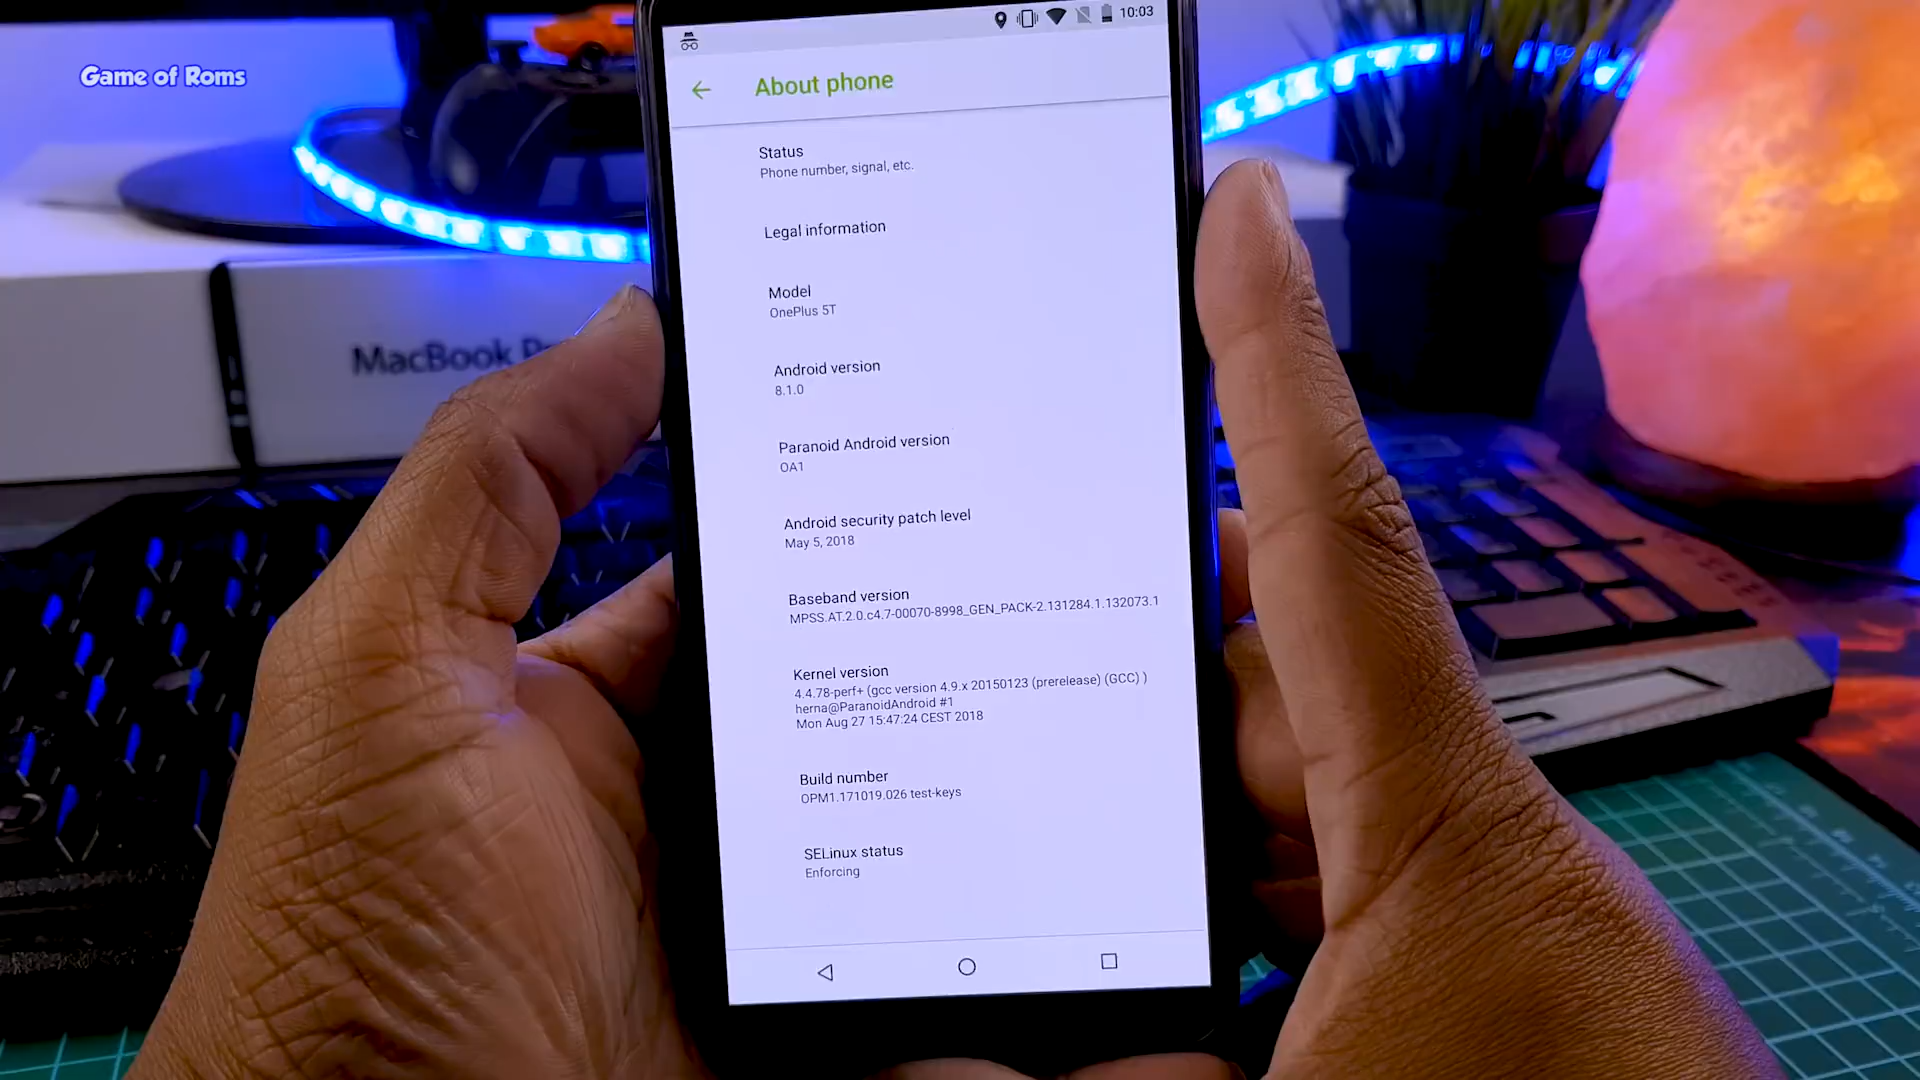 Game of Roms
10:03
About phone
Status
Phone number, signal, etc.
Legal information
Model
OnePlus 5T
Android version
8.1.0
Paranoid Android version
OA1
Android security patch level
May 5, 2018
Baseband version
MPSS.AT.2.0.c4.7-00070-8998_GEN_PACK-2.131284.1.132073.1
Kernel version
4.4.78-perf+ (gcc version 4.9.x 20150123 (prerelease) (GCC) )
herna@ParanoidAndroid #1
Mon Aug 27 15:47:24 CEST 2018
Build number
OPM1.171019.026 test-keys
SELinux status
Enforcing
MacBook